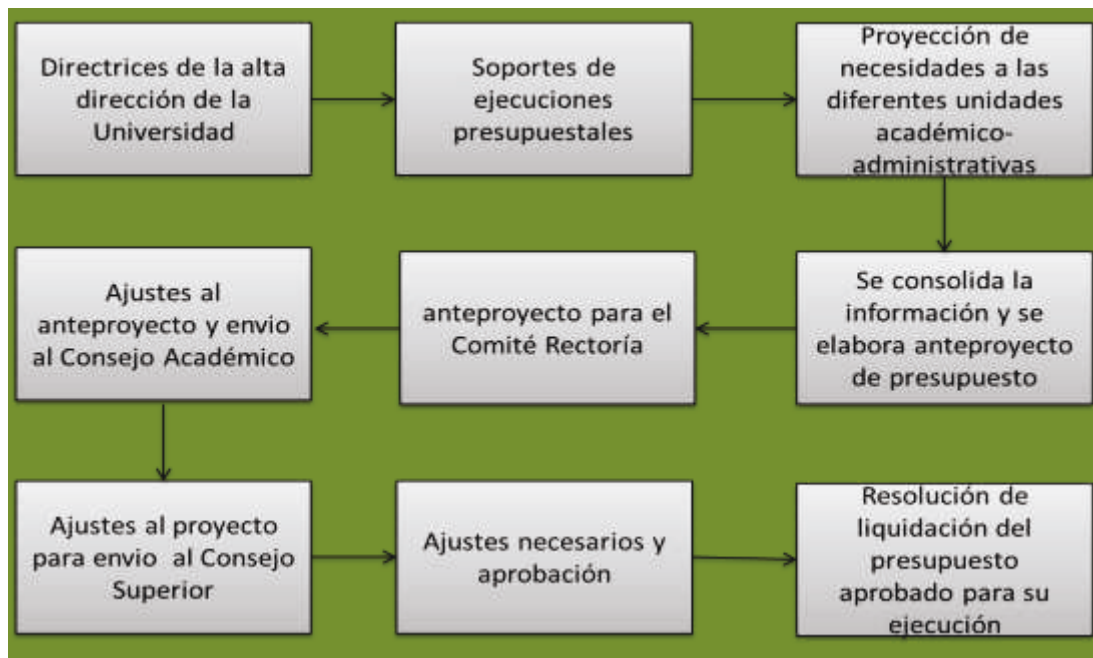 Directrices de la alta
dirección de la
Universidad
Soportes de
ejecuciones
presupuestales
Proyección de
necesidades a las
diferentes unidades
académico-
administrativas
Se consolida la
información y se
elabora anteproyecto
de presupuesto
anteproyecto para el
Comité Rectoría
Ajustes al
anteproyecto y envio
al Consejo Académico
Ajustes al proyecto
para envio al Consejo
Superior
Ajustes necesarios y
aprobación
Resolución de
liquidación del
presupuesto
aprobado para su
ejecución